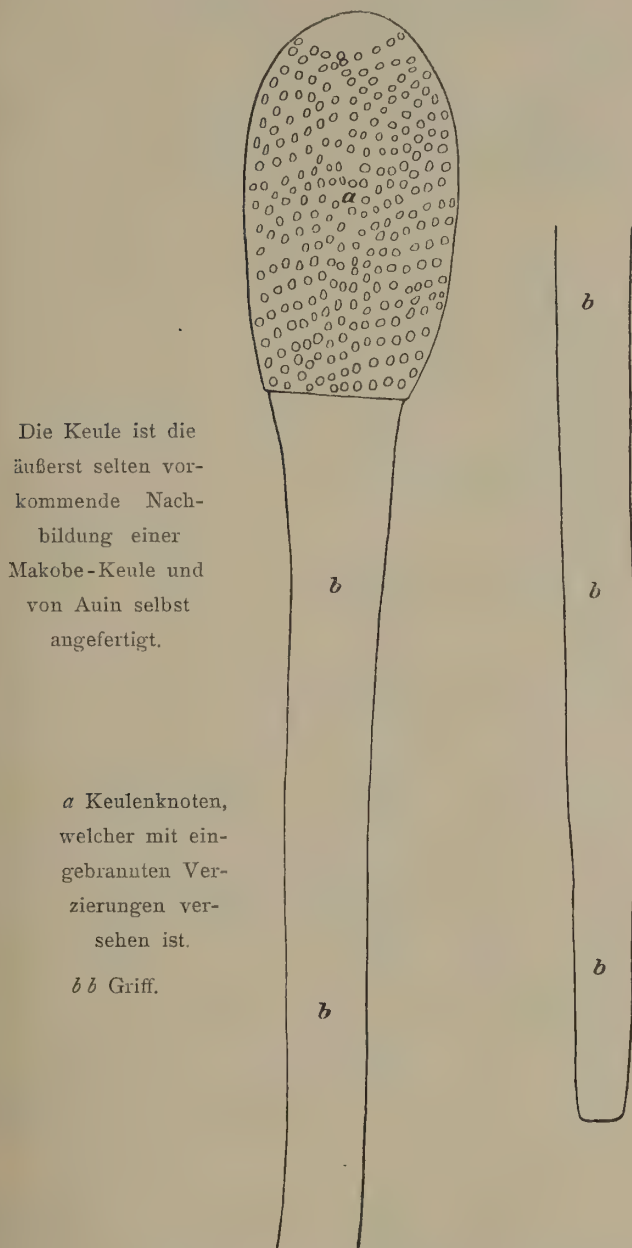 a
b
Die Keule ist die
äußerst selten vor-
kommende Nach-
bildung einer
Makobe-Keule und
von Auin selbst
angefertigt.
b
b
a Keulenknoten,
welcher mit ein-
gebrannten Ver-
zierungen ver-
sehen ist.
b b Griff.
b
b